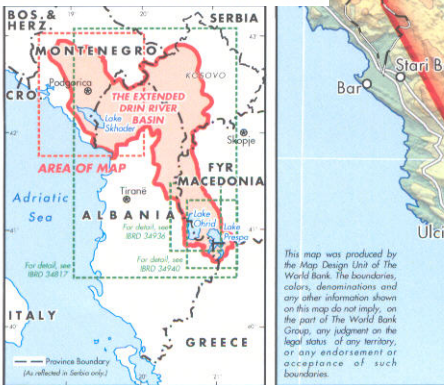 BOS. &
HERZ.
SERBIA
MONTENEGRO
KOSOVO
Podgorica
CRO.
THE EXTENDED
DRIN RIVER
BASIN
Lake
Skhoder
Skopje
AREA OF MAP
FYR
MACEDONIA
Adriatic
Sea
Tiranë
ALBANIA
Lake
Ohrid
Lake
Prespa
For detail, see
IBRD 34936
For detail, see
IBRD 34817
For detail, see
IBRD 34940
ITALY
GREECE
Province Boundary
(As reflected in Serbia only.)
Stari B
Bar
Ulci
This map was produced by
the Map Design Unit of The
World Bank. The boundaries,
colors, denominations and
any other information shown
on this map do not imply, on
the part of The World Bank
Group, any judgment on the
legal status of any territory,
or any endorsement or
acceptance of such
boundaries.